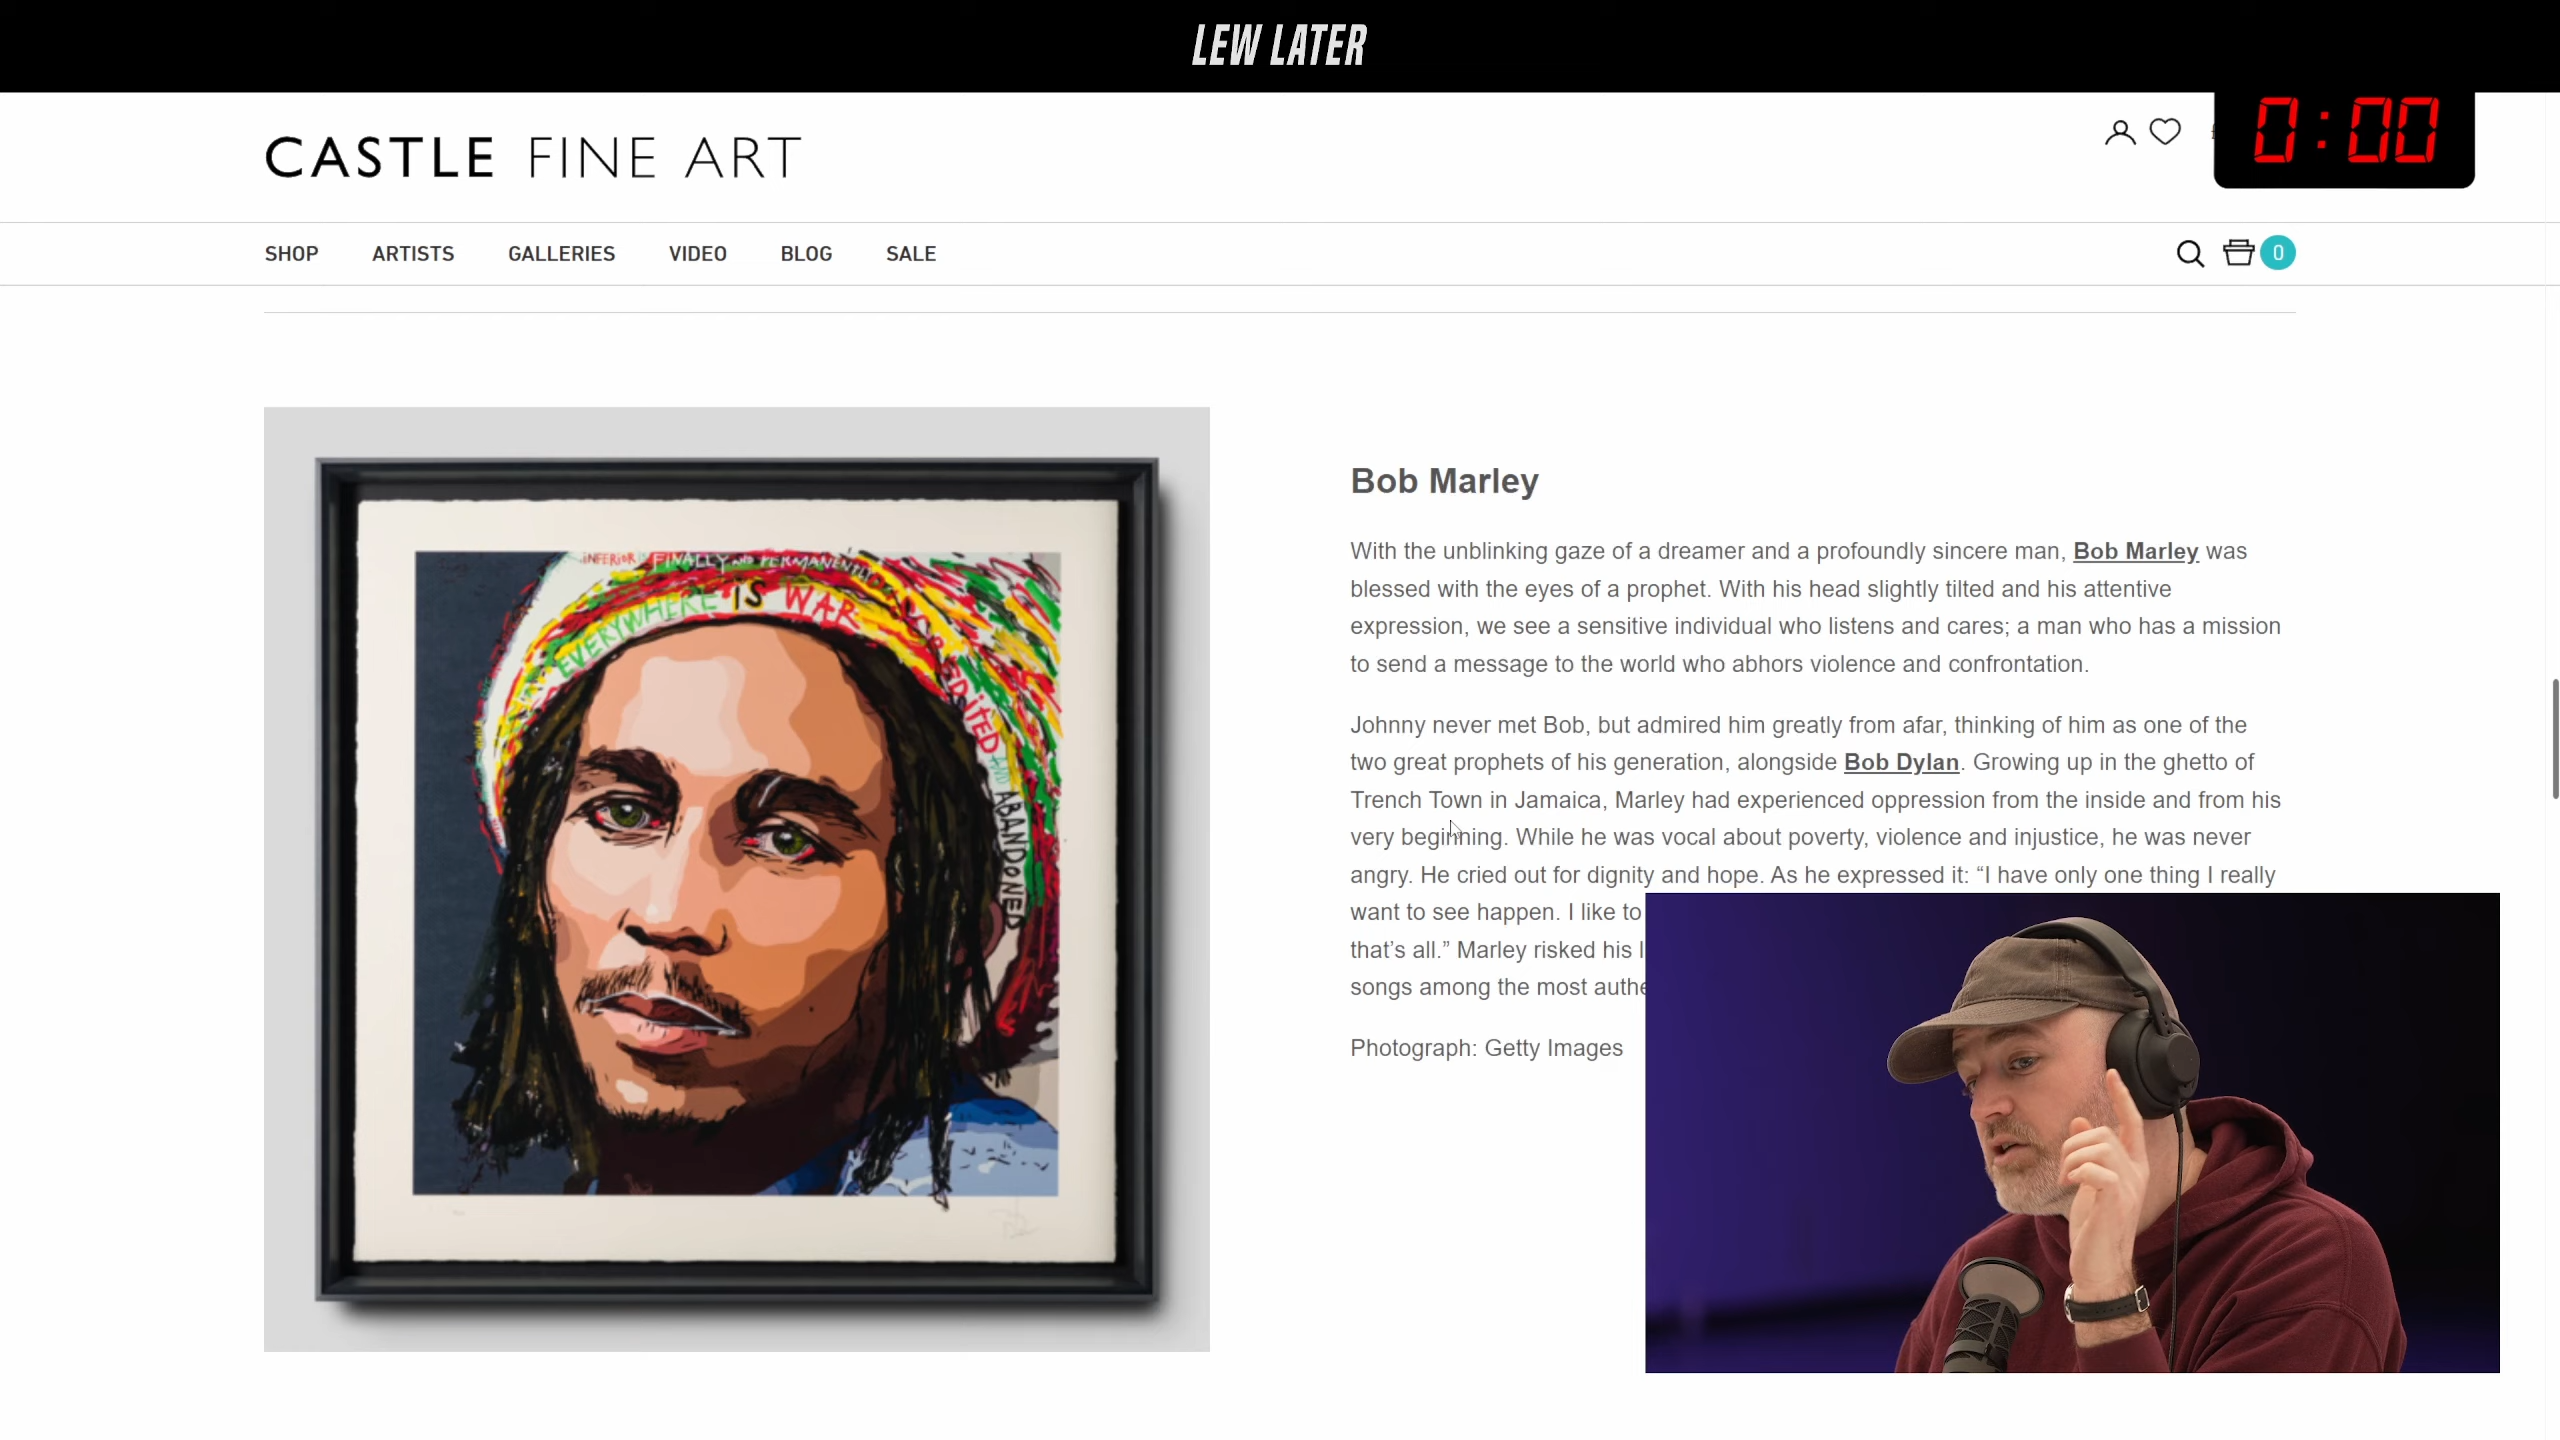 LEW LATER
CASTLE FINE ART
0:00
SHOP ARTISTS GALLERIES VIDEO BLOG SALE
0
INFERIOR IS FINALLY AND PERMANENTLY
EVERYWHERE IS WAR
DISCREDITED AND ABANDONED
Bob Marley
With the unblinking gaze of a dreamer and a profoundly sincere man, Bob Marley was
blessed with the eyes of a prophet. With his head slightly tilted and his attentive
expression, we see a sensitive individual who listens and cares; a man who has a mission
to send a message to the world who abhors violence and confrontation.
Johnny never met Bob, but admired him greatly from afar, thinking of him as one of the
two great prophets of his generation, alongside Bob Dylan. Growing up in the ghetto of
Trench Town in Jamaica, Marley had experienced oppression from the inside and from his
very beginning. While he was vocal about poverty, violence and injustice, he was never
angry. He cried out for dignity and hope. As he expressed it: “I have only one thing I really
want to see happen. I like to
that’s all.” Marley risked his l
songs among the most authe
Photograph: Getty Images